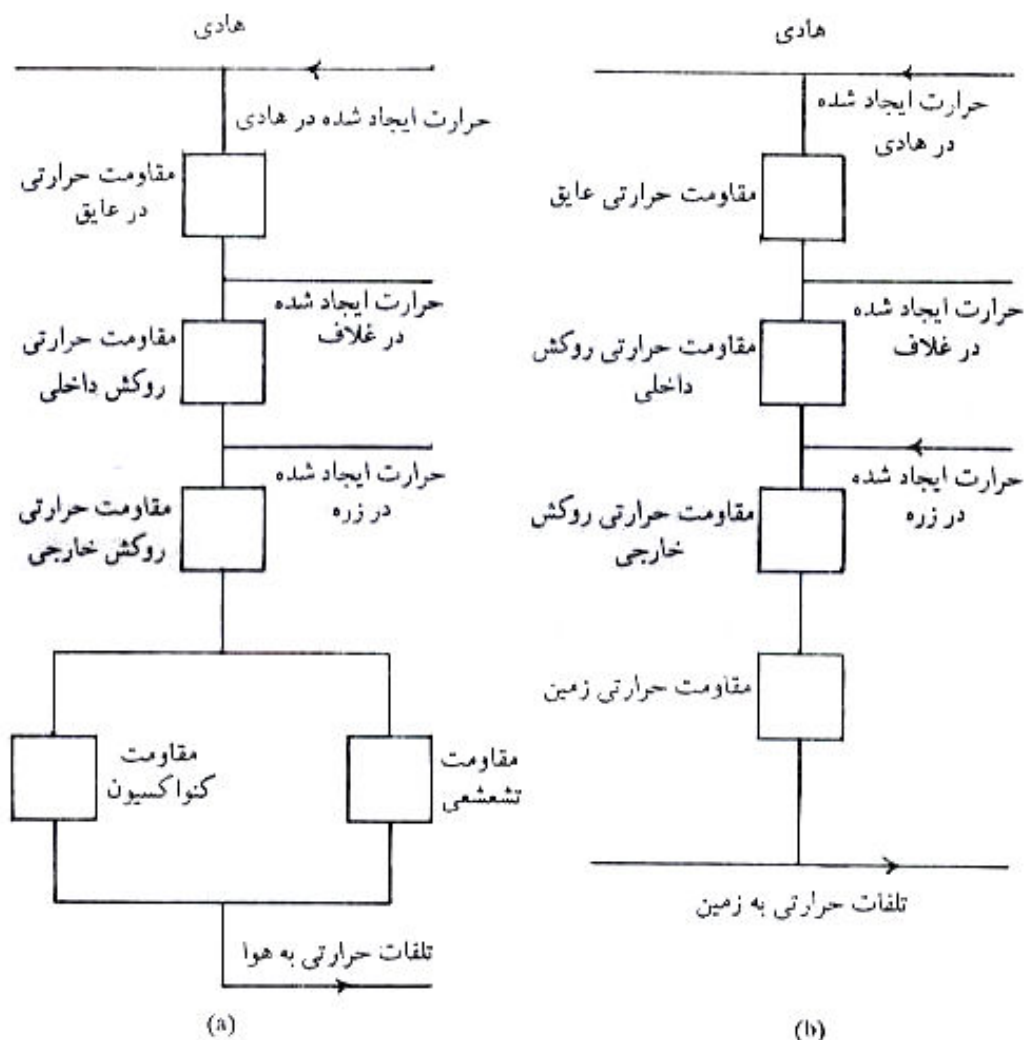 هادی
حرارت ایجاد شده در هادی
مقاومت حرارتی
در عایق
حرارت ایجاد شده
در غلاف
مقاومت حرارتی
روکش داخلی
حرارت ایجاد شده
در زره
مقاومت حرارتی
روکش خارجی
مقاومت
کنواکسیون
مقاومت
تشعشعی
تلفات حرارتی به هوا
(a)
هادی
حرارت ایجاد شده
در هادی
مقاومت حرارتی عایق
حرارت ایجاد شده
در غلاف
مقاومت حرارتی روکش
داخلی
حرارت ایجاد شده
در زره
مقاومت حرارتی روکش
خارجی
مقاومت حرارتی زمین
تلفات حرارتی به زمین
(b)